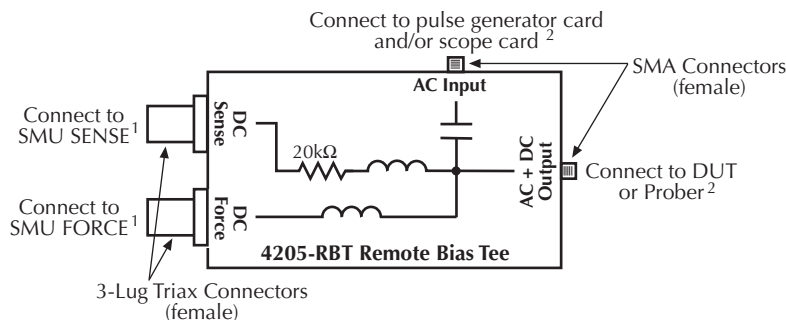 Connect to pulse generator card
and/or scope card 2
SMA Connectors
(female)
AC Input
Connect to
SMU SENSE1
DC
Sense
20kΩ
AC + DC
Output
Connect to DUT
or Prober2
Connect to
SMU FORCE1
DC
Force
4205-RBT Remote Bias Tee
3-Lug Triax Connectors
(female)